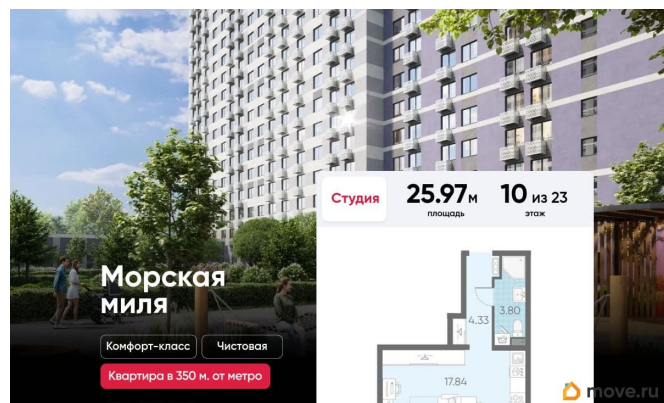 Студия
25.97м
площадь
10 из 23
этаж
Морская
миля
Комфорт-класс
Чистовая
Квартира в 350 м. от метро
4.33
3.80
17.84
move.ru